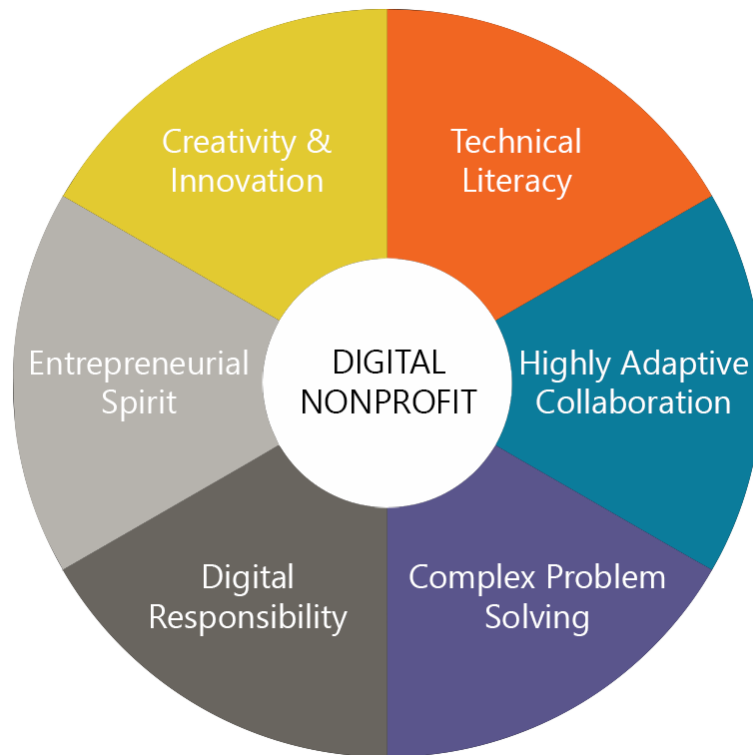 Creativity &
Innovation
Technical
Literacy
Entrepreneurial
Spirit
DIGITAL
NONPROFIT
Highly Adaptive
Collaboration
Digital
Responsibility
Complex Problem
Solving